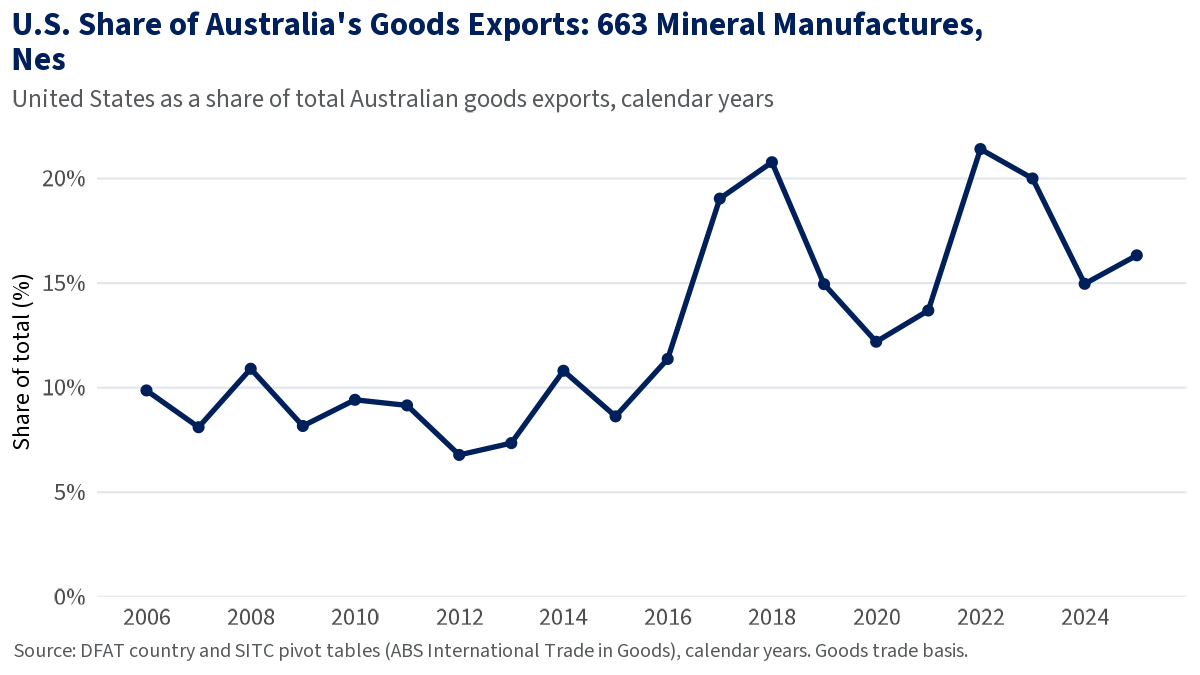 U.S. Share of Australia's Goods Exports: 663 Mineral Manufactures,
Nes
United States as a share of total Australian goods exports, calendar years
Share of total (%)
20%
15%
10%
5%
0%
2006 2008 2010 2012 2014 2016 2018 2020 2022 2024
Source: DFAT country and SITC pivot tables (ABS International Trade in Goods), calendar years. Goods trade basis.